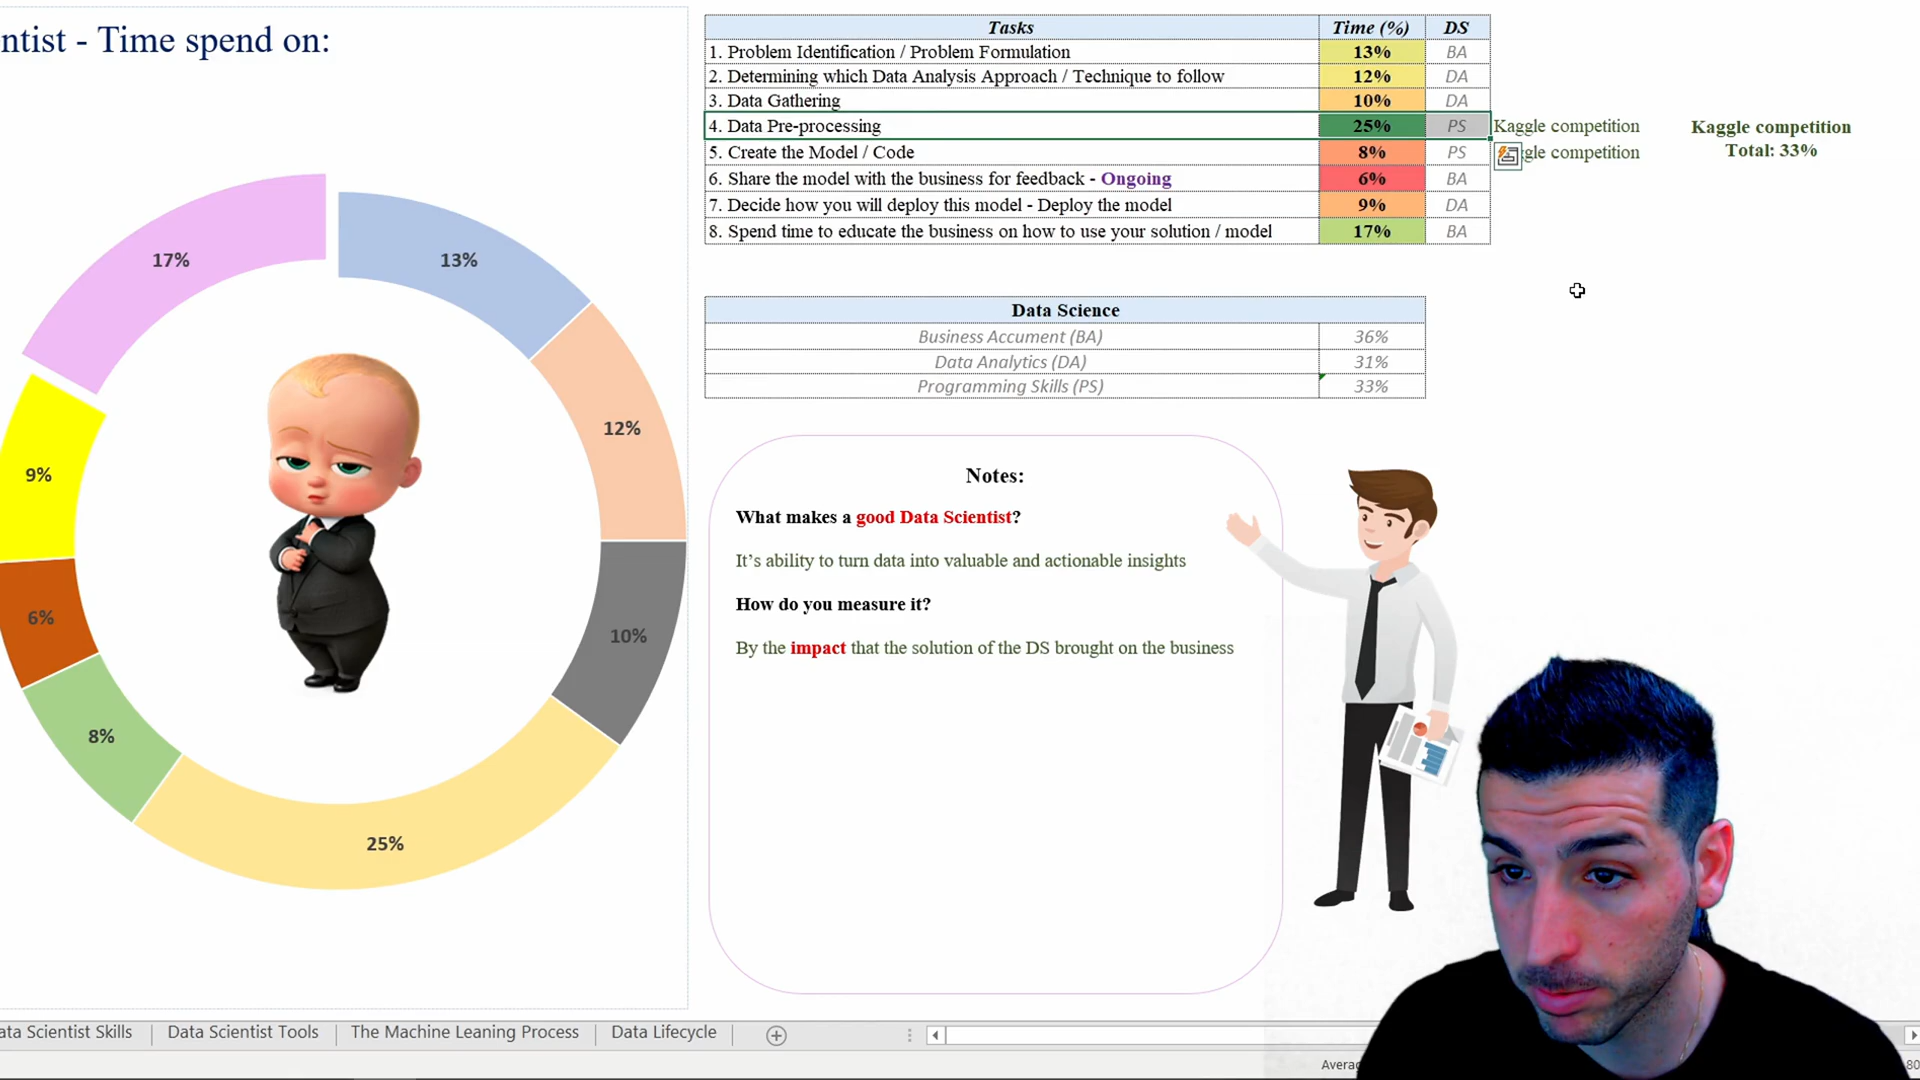 ntist - Time spend on:
17%
13%
12%
9%
6%
10%
8%
25%
Tasks Time (%) DS
1. Problem Identification / Problem Formulation 13% BA
2. Determining which Data Analysis Approach / Technique to follow 12% DA
3. Data Gathering 10% DA
4. Data Pre-processing 25% PS Kaggle competition
5. Create the Model / Code 8% PS gle competition
6. Share the model with the business for feedback - Ongoing 6% BA
7. Decide how you will deploy this model - Deploy the model 9% DA
8. Spend time to educate the business on how to use your solution / model 17% BA
Kaggle competition
Total: 33%
Data Science
Business Accument (BA) 36%
Data Analytics (DA) 31%
Programming Skills (PS) 33%
Notes:
What makes a good Data Scientist?
It's ability to turn data into valuable and actionable insights
How do you measure it?
By the impact that the solution of the DS brought on the business
ata Scientist Skills Data Scientist Tools The Machine Leaning Process Data Lifecycle
Averag
80